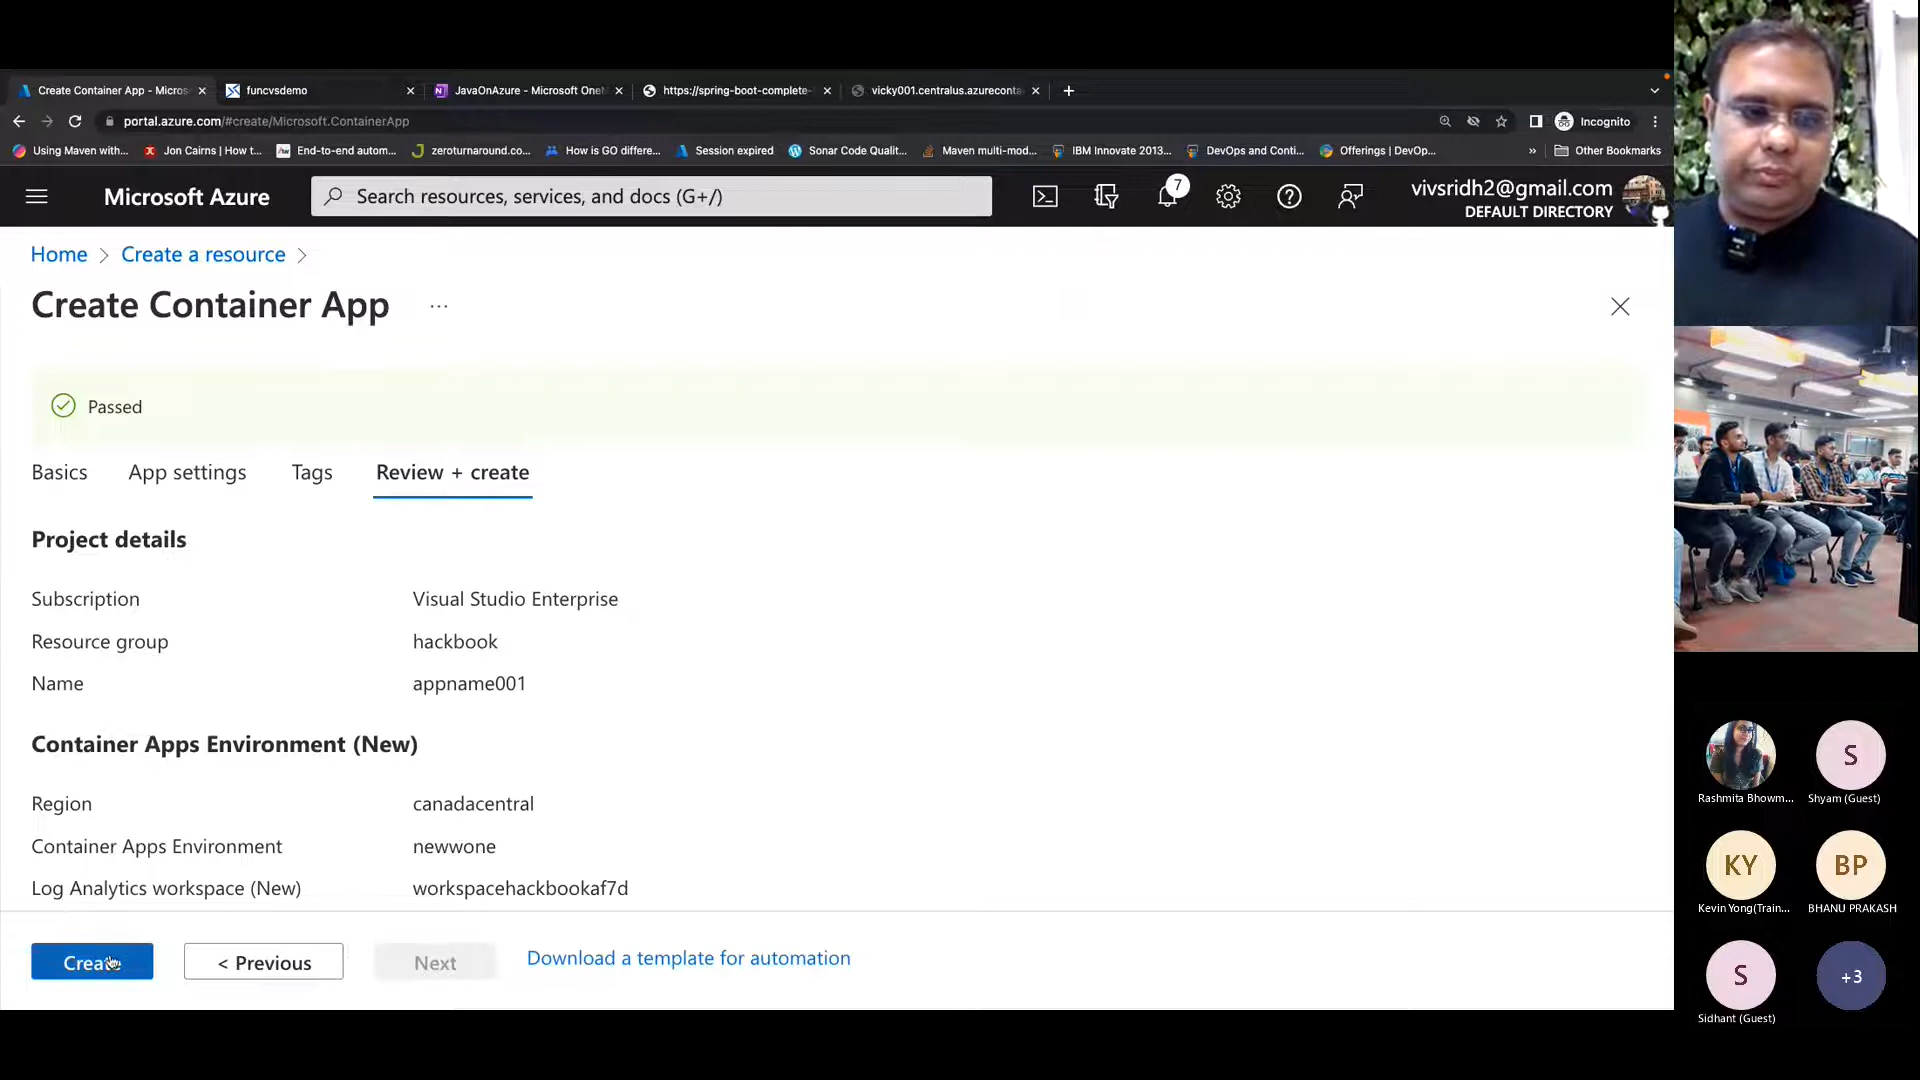 Create Container App - Micros
funcvsdemo
JavaOnAzure - Microsoft OneN
https://spring-boot-complete-
vicky001.centralus.azureconta
portal.azure.com/#create/Microsoft.ContainerApp
Incognito
Using Maven with...
Jon Cairns | How t...
End-to-end autom...
zeroturnaround.co...
How is GO differe...
Session expired
Sonar Code Qualit...
Maven multi-mod...
IBM Innovate 2013...
DevOps and Conti...
Offerings | DevOp...
»
Other Bookmarks
Microsoft Azure
Search resources, services, and docs (G+/)
7
vivsridh2@gmail.com
DEFAULT DIRECTORY
Home > Create a resource >
Create Container App ...
Passed
Basics
App settings
Tags
Review + create
Project details
Subscription Visual Studio Enterprise
Resource group hackbook
Name appname001
Container Apps Environment (New)
Region canadacentral
Container Apps Environment newwone
Log Analytics workspace (New) workspacehackbookaf7d
Create
< Previous
Next
Download a template for automation
Rashmita Bhowm...
S
Shyam (Guest)
KY
Kevin Yong(Train...
BP
BHANU PRAKASH
S
Sidhant (Guest)
+3